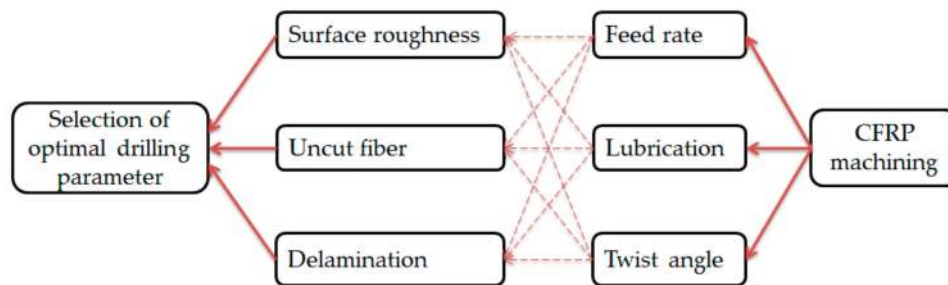 Surface roughness
Feed rate
Selection of
optimal drilling
parameter
Uncut fiber
Lubrication
CFRP
machining
Delamination
Twist angle